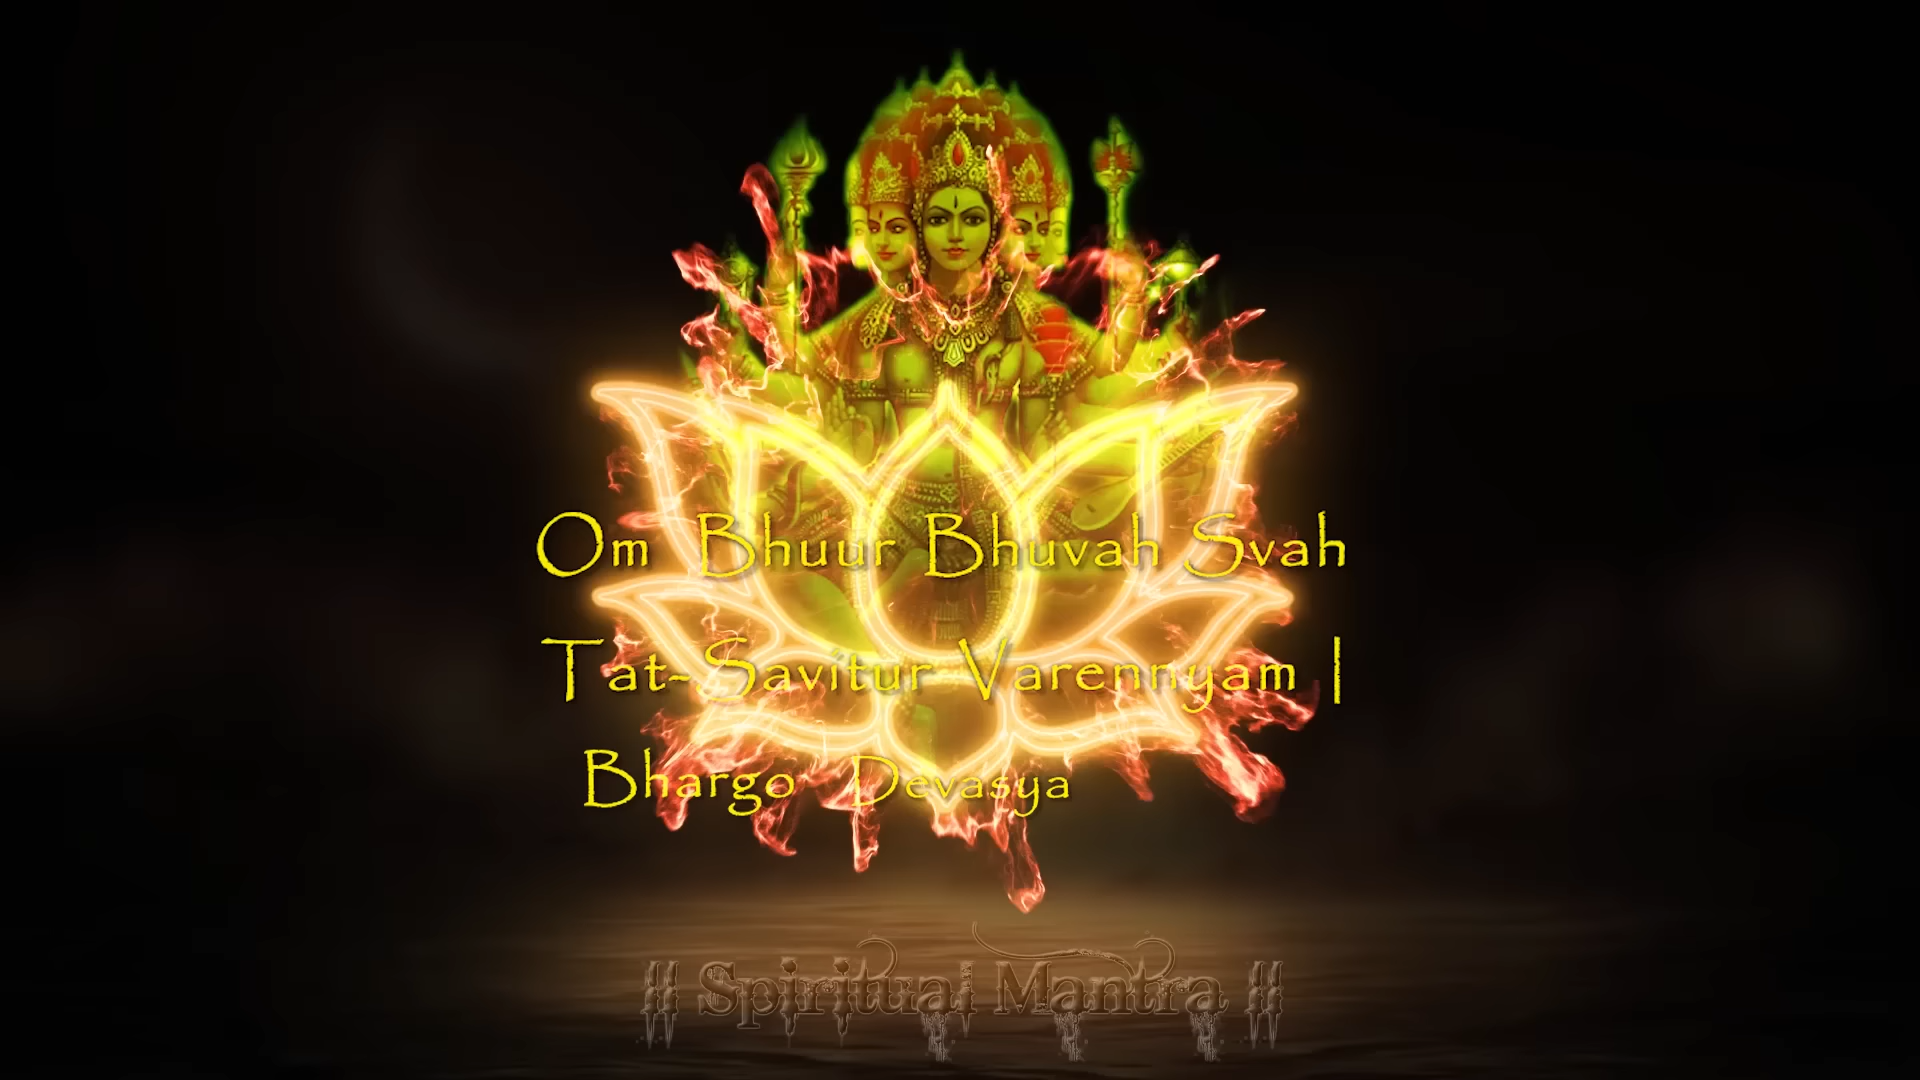 Om Bhuur Bhuvah Svah
Tat-Savitur Varennyam |
Bhargo Devasya
|| Spiritual Mantra ||